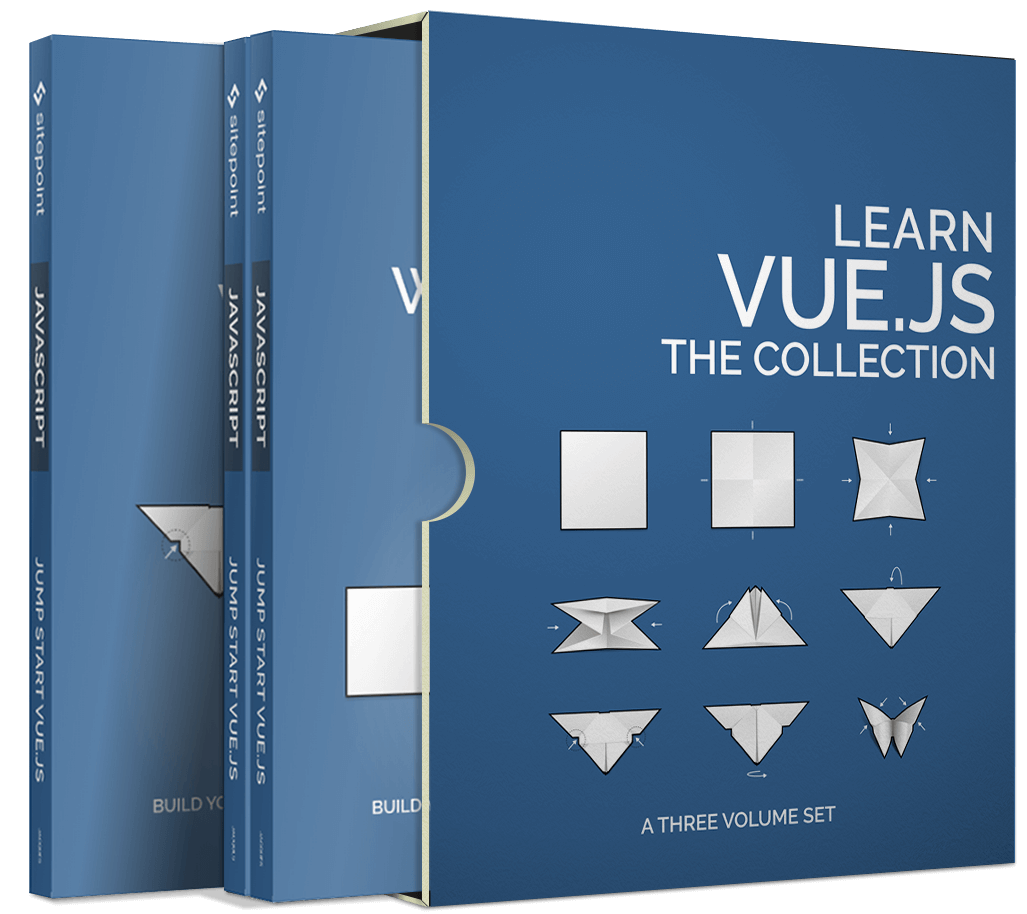 sitepoint
JAVASCRIPT
JUMP START VUE.JS
BUILD
sitepoint
JAVASCRIPT
JUMP START VUE.JS
sitepoint
JAVASCRIPT
JUMP START VUE.JS
W
BUILD
LEARN
VUE.JS
THE COLLECTION
A THREE VOLUME SET